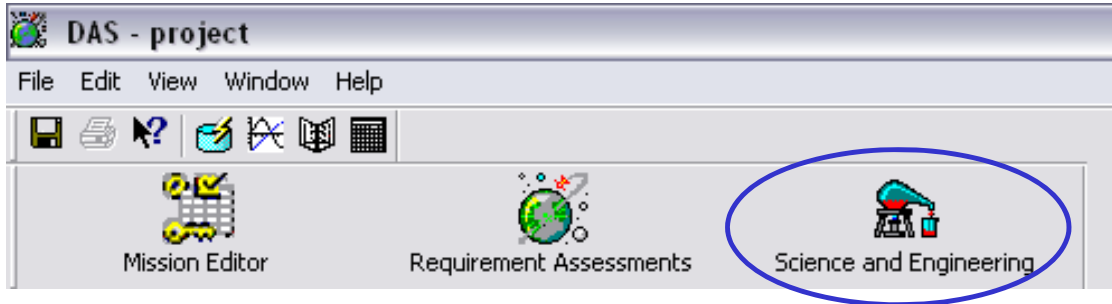 DAS - project
File Edit View Window Help
Mission Editor Requirement Assessments Science and Engineering